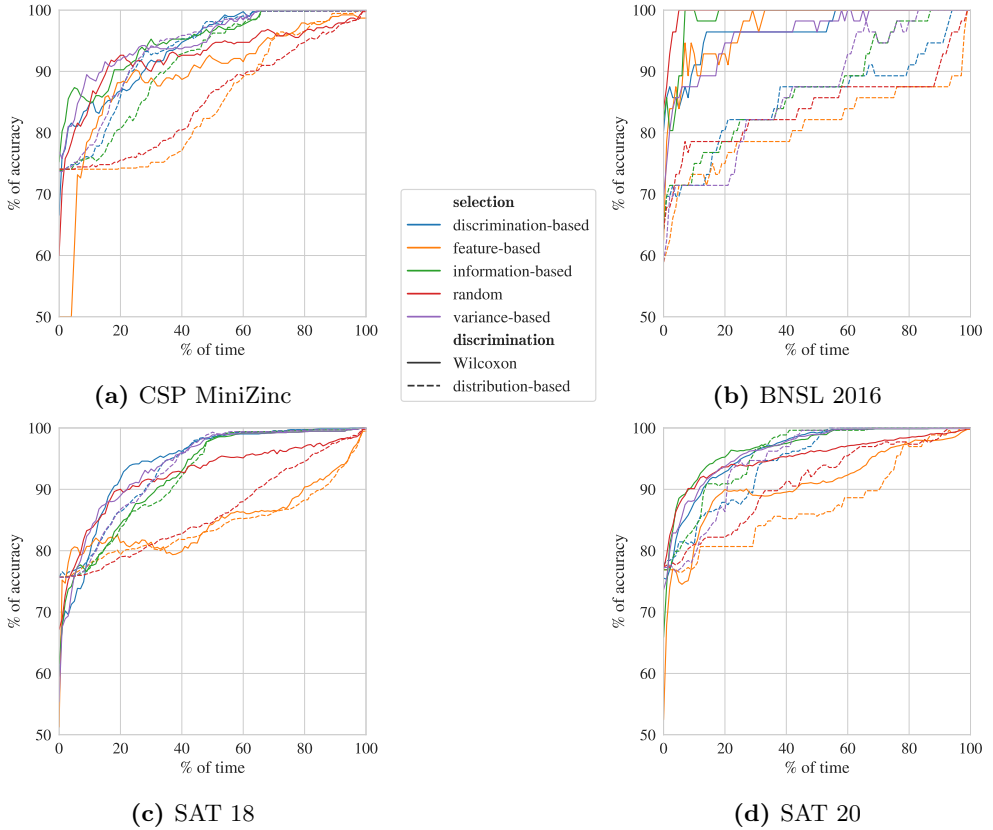 100
90
80
70
60
50
% of accuracy
0 20 40 60 80 100
% of time
(a) CSP MiniZinc
100
90
80
70
60
50
% of accuracy
0 20 40 60 80 100
% of time
(b) BNSL 2016
selection
discrimination-based
feature-based
information-based
random
variance-based
discrimination
Wilcoxon
distribution-based
100
90
80
70
60
50
% of accuracy
0 20 40 60 80 100
% of time
(c) SAT 18
100
90
80
70
60
50
% of accuracy
0 20 40 60 80 100
% of time
(d) SAT 20